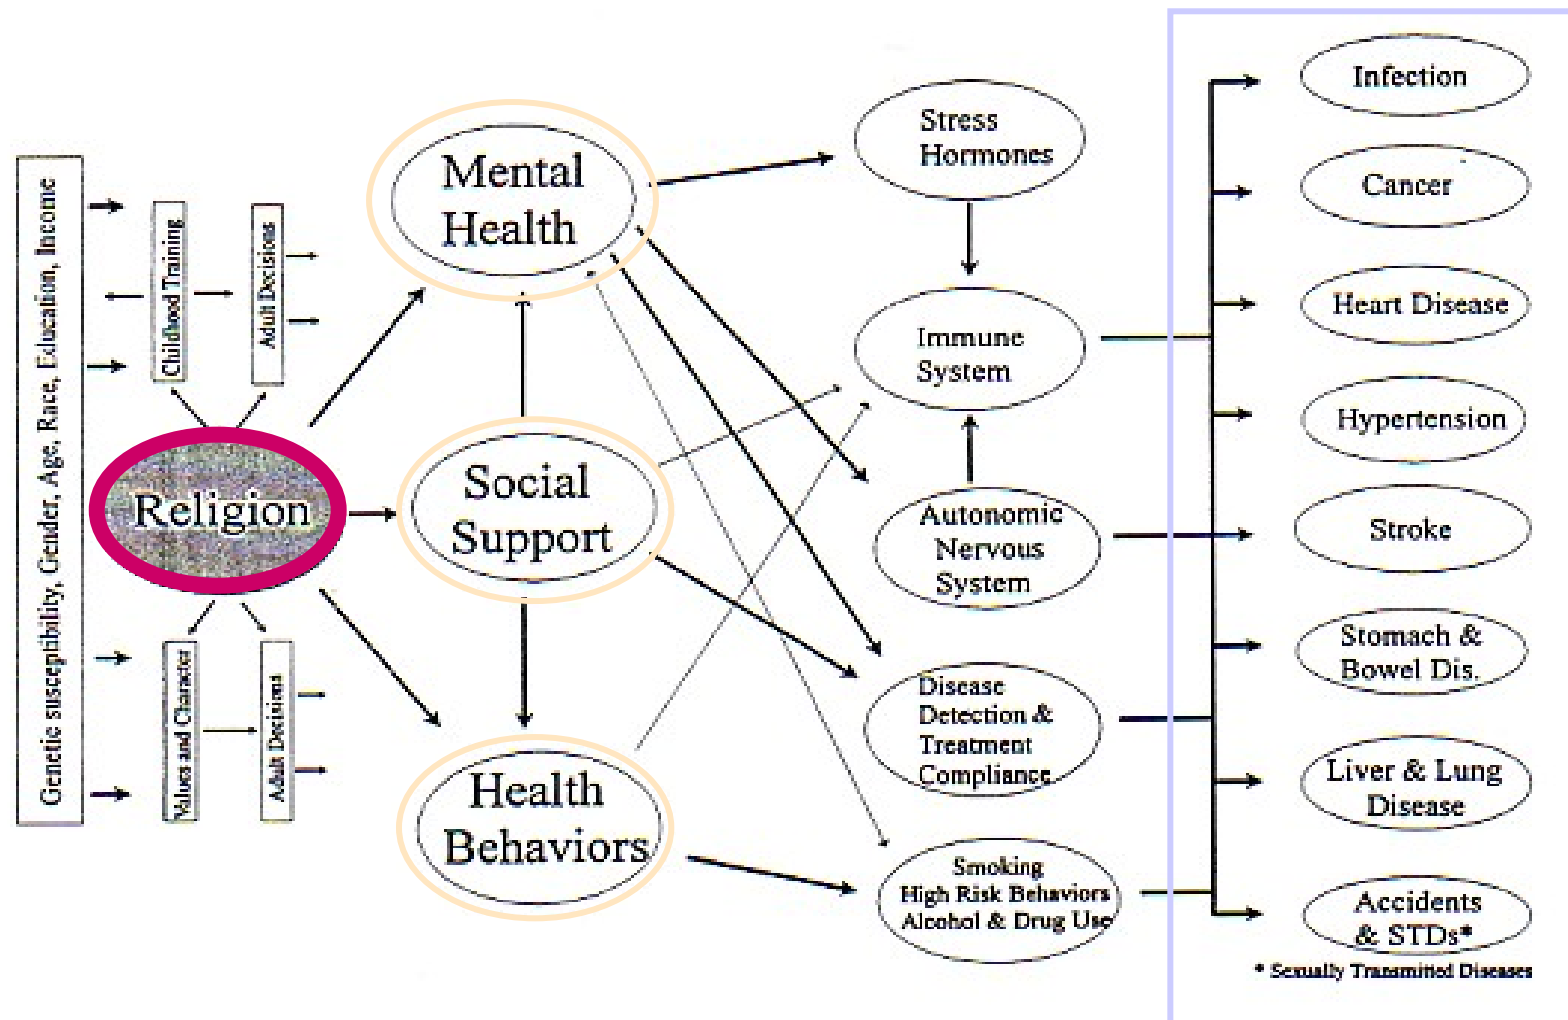 Genetic susceptibility, Gender, Age, Race, Education, Income
Childhood Training
Adult Decisions
Religion
Values and Character
Adult Decisions
Mental
Health
Social
Support
Health
Behaviors
Stress
Hormones
Immune
System
Autonomic
Nervous
System
Disease
Detection &
Treatment
Compliance
Smoking
High Risk Behaviors
Alcohol & Drug Use
Infection
Cancer
Heart Disease
Hypertension
Stroke
Stomach &
Bowel Dis.
Liver & Lung
Disease
Accidents
& STDs*
* Sexually Transmitted Diseases